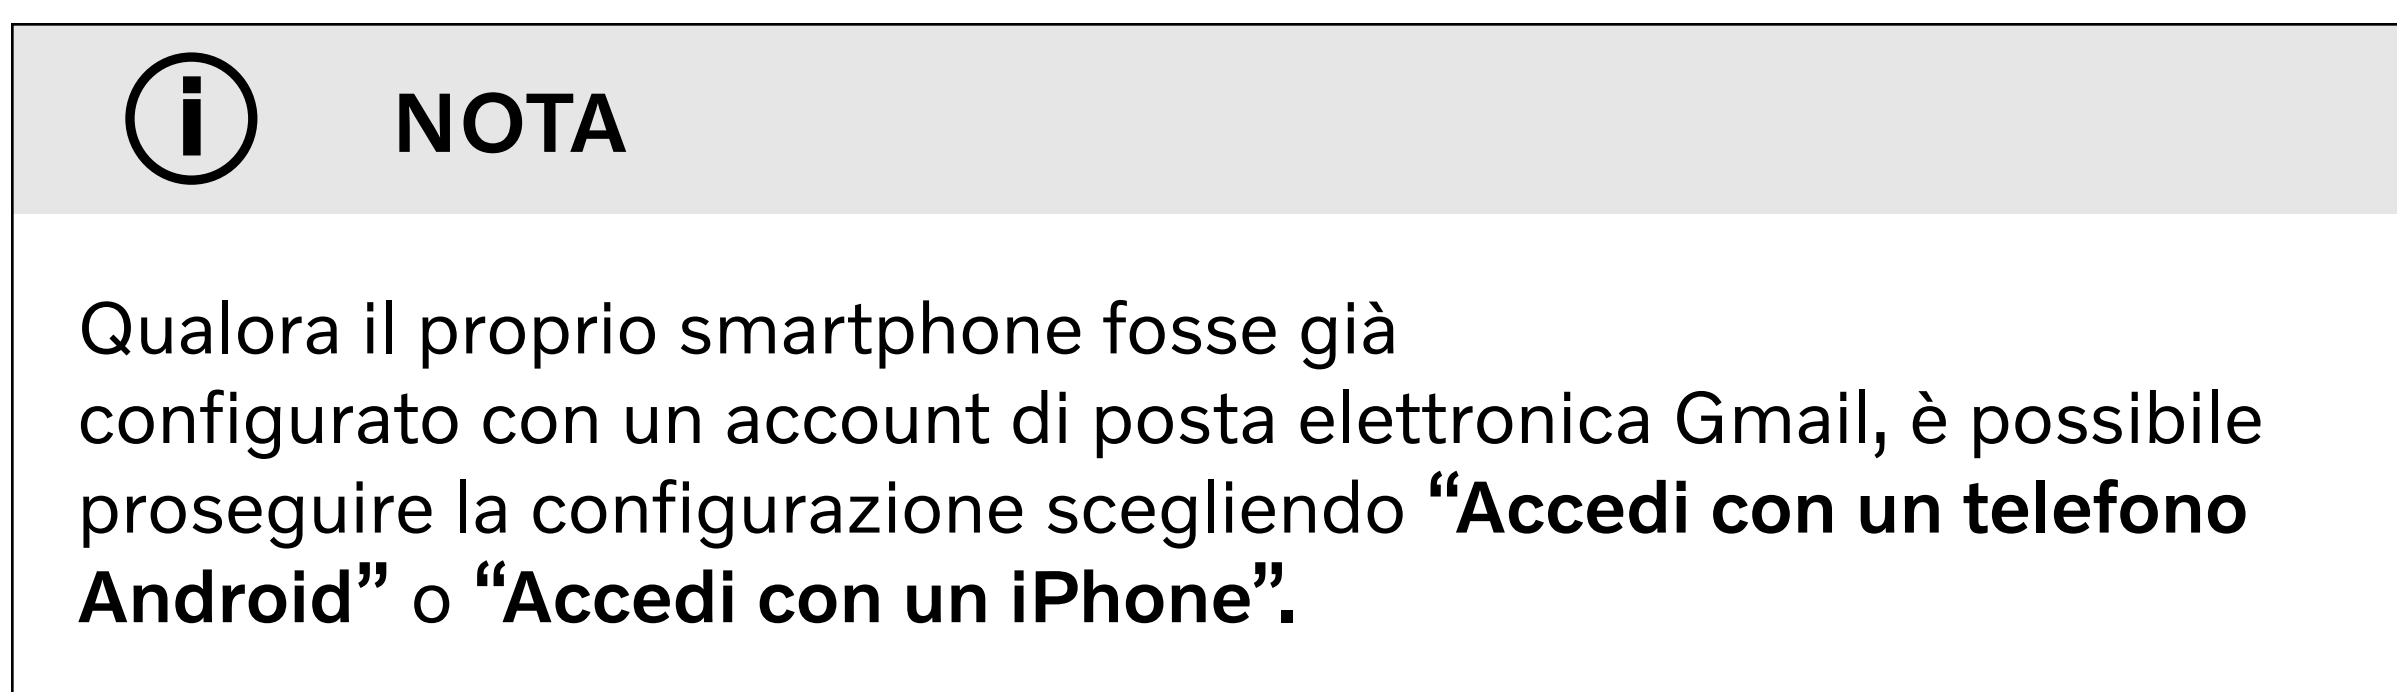 NOTA
Qualora il proprio smartphone fosse già
configurato con un account di posta elettronica Gmail, è possibile
proseguire la configurazione scegliendo “Accedi con un telefono
Android” o “Accedi con un iPhone”.